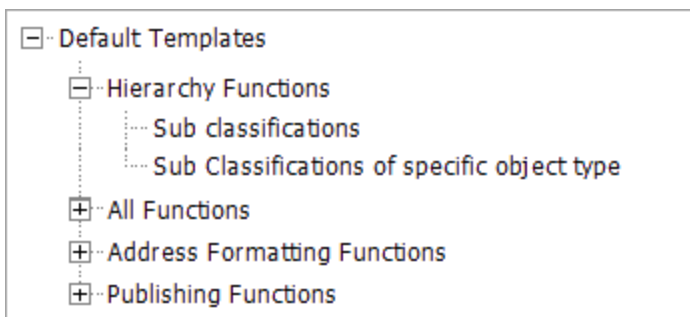 Default Templates
Hierarchy Functions
Sub classifications
Sub Classifications of specific object type
All Functions
Address Formatting Functions
Publishing Functions